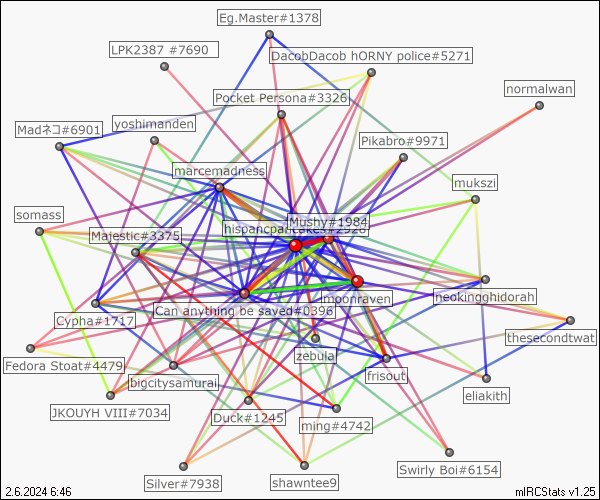 Eg.Master#1378
LPK2387 #7690
DacobDacob hORNY police#5271
normalwan
Pocket Persona#3326
Madネコ#6901
yoshimanden
Pikabro#9971
marcemadness
mukszi
somass
Mushy#1984
Majestic#3375
moonraven
neokingghidorah
Can anything be saved#0396
Cypha#1717
thesecondtwat
zebula
Fedora Stoat#4479
frisout
bigcitysamurai
eliakith
JKOUYH VIII#7034
Duck#1245
ming#4742
Swirly Boi#6154
Silver#7938
shawntee9
2.6.2024 6:46
mIRCStats v1.25